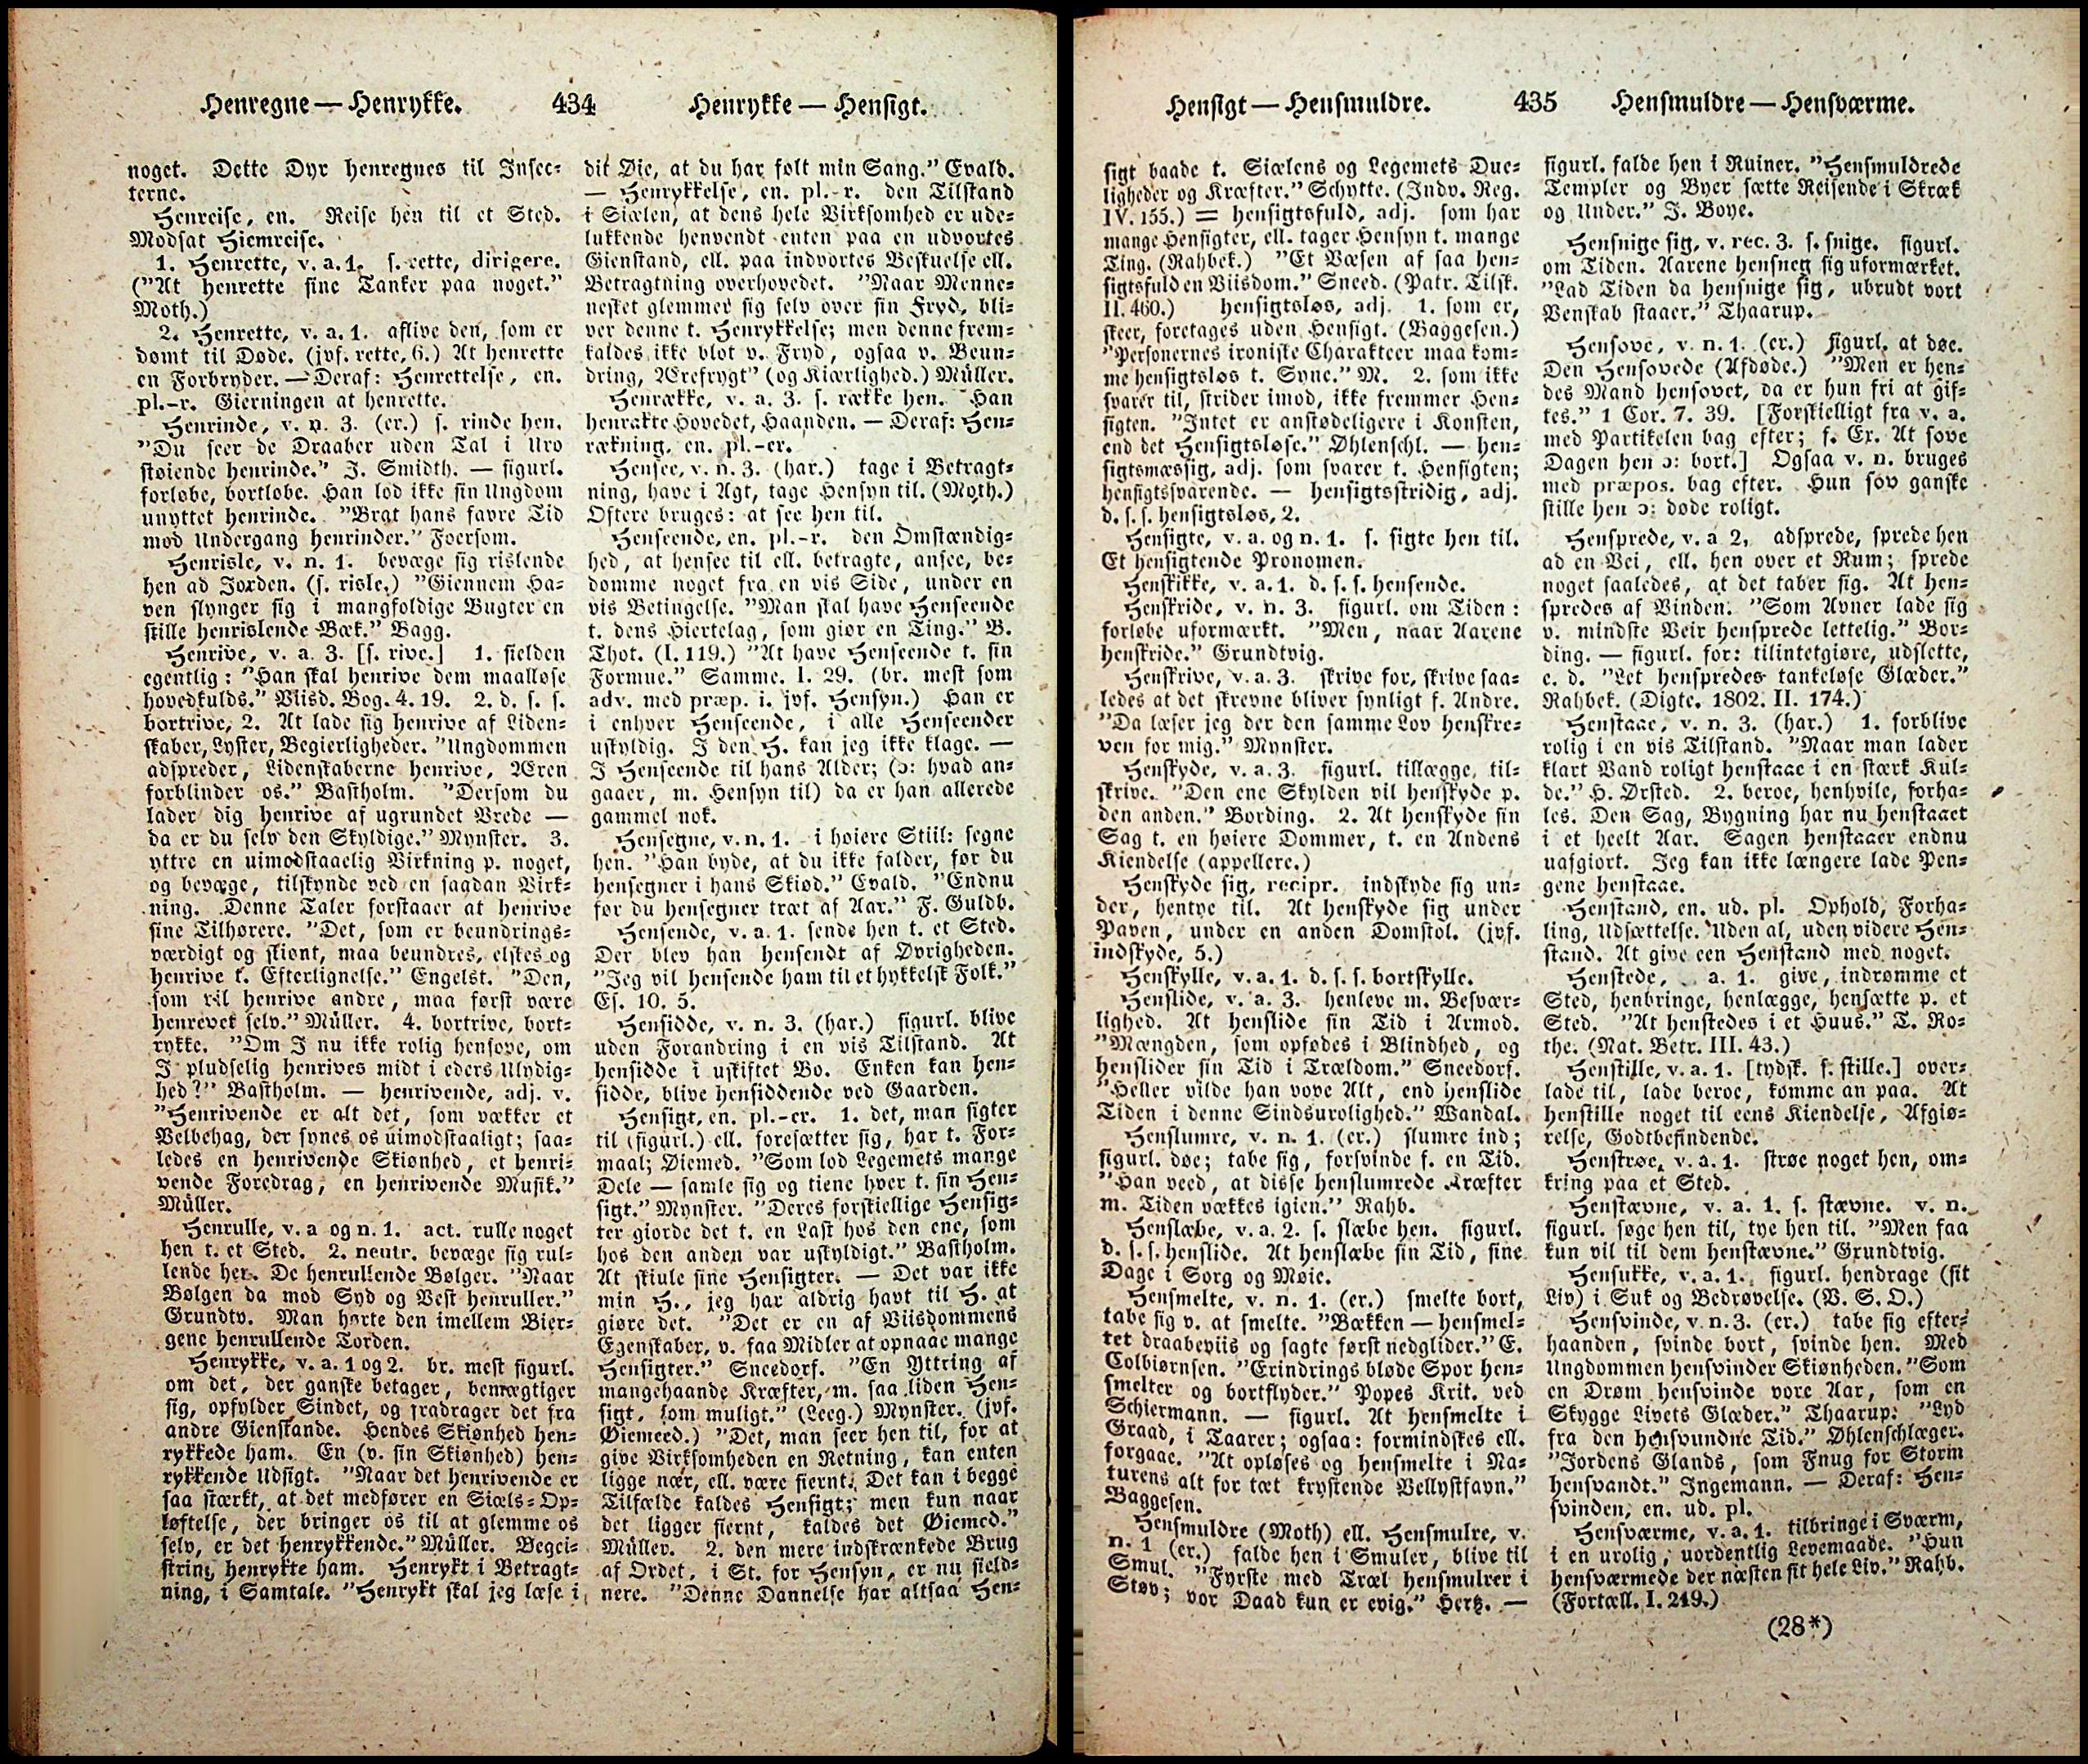 Henregne — Henrykke. 434 Henrykke — Hensigt.
noget. Dette Dyr henregnes til Insec-
terne.
Henreise, en. Reise hen til et Sted.
Modsat Hiemreise.
1. Henrette, v. a. 1. s. rette, dirigere.
("At henrette sine Tanker paa noget."
Moth.)
2. Henrette, v. a. 1. aflive den, som er
dømt til Døde. (jvf. rette, 6.) At henrette
en Forbryder. — Deraf: Henrettelse, en.
pl.-r. Gierningen at henrette.
Henrinde, v. n. 3. (er.) s. rinde hen.
"Du seer de Draaber uden Tal i Uro
støiende henrinde." J. Smidth. — figurl.
forløbe, bortløbe. Han lod ikke sin Ungdom
unyttet henrinde. "Brat hans favre Tid
mod Undergang henrinder." Foersom.
Henrisle, v. n. 1. bevæge sig rislende
hen ad Jorden. (s. risle.) "Giennem Ha-
ven slynger sig i mangfoldige Bugter en
stille henrislende Bæk." Bagg.
Henrive, v. a. 3. [s. rive.] 1. sielden
egentlig: "Han skal henrive dem maalløse
hovedkulds." Viisd. Bog. 4. 19. 2. d. s. s.
bortrive, 2. At lade sig henrive af Liden-
skaber, Lyster, Begierligheder. "Ungdommen
adspreder, Lidenskaberne henrive, Æren
forblinder os." Bastholm. "Dersom du
lader dig henrive af ugrundet Vrede —
da er du selv den Skyldige." Mynster. 3.
yttre en uimodstaaelig Virkning p. noget,
og bevæge, tilskynde ved en saadan Virk-
ning. Denne Taler forstaaer at henrive
sine Tilhørere. "Det, som er beundrings-
værdigt og skiønt, maa beundres, elskes og
henrive t. Efterlignelse." Engelst. "Den,
som vil henrive andre, maa først være
henrevet selv." Müller. 4. bortrive, bort-
rykke. "Om I nu ikke rolig hensove, om
I pludselig henrives midt i eders Ulydig-
hed?" Bastholm. — henrivende, adj. v.
"Henrivende er alt det, som vækker et
Velbehag, der synes os uimodstaaligt; saa-
ledes en henrivende Skiønhed, et henri-
vende Foredrag, en henrivende Musik."
Müller.
Henrulle, v. a og n. 1. act. rulle noget
hen t. et Sted. 2. neutr. bevæge sig rul-
lende hen. De henrullende Bølger. "Naar
Bølgen da mod Syd og Vest henruller."
Grundtv. Man hørte den imellem Bier-
gene henrullende Torden.
Henrykke, v. a. 1 og 2. br. mest figurl.
om det, der ganske betager, bemægtiger
sig, opfylder Sindet, og fradrager det fra
andre Gienstande. Hendes Skiønhed hen-
rykkede ham. En (v. sin Skiønhed) hen-
rykkende Udsigt. "Naar det henrivende er
saa stærkt, at det medfører en Siæls-Op-
løftelse, der bringer os til at glemme os
selv, er det henrykkende." Müller. Begei-
string henrykte ham. Henrykt i Betragt-
ning, i Samtale. "Henrykt skal jeg læse i
dit Øie, at du har følt min Sang." Evald.
— Henrykkelse, en. pl.-r. den Tilstand
i Siælen, at dens hele Virksomhed er ude-
lukkende henvendt enten paa en udvortes
Gienstand, ell. paa indvortes Beskuelse ell.
Betragtning overhovedet. "Naar Menne-
nesket glemmer sig selv over sin Fryd, bli-
ver denne t. Henrykkelse; men denne frem-
kaldes ikke blot v. Fryd, ogsaa v. Beun-
dring, Ærefrygt" (og Kiærlighed.) Müller.
Henrække, v. a. 3. s. række hen. Han
henrakte Hovedet, Haanden. — Deraf: Hen-
rækning, en. pl.-er.
Hensee, v. n. 3. (har.) tage i Betragt-
ning, have i Agt, tage Hensyn til. (Moth.)
Oftere bruges: at see hen til.
Henseende, en. pl.-r. den Omstændig-
hed, at hensee til ell. betragte, ansee, be-
dømme noget fra en vis Side, under en
vis Betingelse. "Man skal have Henseende
t. dens Hiertelag, som giør en Ting." B.
Thot. (I. 119.) "At have Henseende t. sin
Formue." Samme. I. 29. (br. mest som
adv. med præp. i. jvf. Hensyn.) Han er
i enhver Henseende, i alle Henseender
uskyldig. I den H. kan jeg ikke klage. —
I Henseende til hans Alder; (ɔ: hvad an-
gaaer, m. Hensyn til) da er han allerede
gammel nok.
Hensegne, v. n. 1. i høiere Stiil: segne
hen. "Han byde, at du ikke falder, før du
hensegner i hans Skiød." Evald. "Endnu
før du hensegner træt af Aar." F. Guldb.
Hensende, v. a. 1. sende hen t. et Sted.
Der blev han hensendt af Øvrigheden.
"Jeg vil hensende ham til et hykkelsk Folk."
Es. 10. 5.
Hensidde, v. n. 3. (har.) figurl. blive
uden Forandring i en vis Tilstand. At
hensidde i uskiftet Bo. Enken kan hen-
sidde, blive hensiddende ved Gaarden.
Hensigt, en. pl.-er. 1. det, man sigter
til (figurl.) ell. foresætter sig, har t. For-
maal; Øiemed. "Som lod Legemets mange
Dele — samle sig og tiene hver t. sin Hen-
sigt." Mynster. "Deres forskiellige Hensig-
ter giorde det t. en Last hos den ene, som
hos den anden var uskyldigt." Bastholm.
At skiule sine Hensigter. — Det var ikke
min H., jeg har aldrig havt til H. at
giøre det. "Det er en af Viisdommens
Egenskaber, v. faa Midler at opnaae mange
Hensigter." Sneedorf. "En Yttring af
mangehaande Kræfter, m. saa liden Hen-
sigt, som muligt." (Leeg.) Mynster. (jvf.
Øiemeed.) "Det, man seer hen til, for at
give Virksomheden en Retning, kan enten
ligge nær, ell. være fiernt. Det kan i begge
Tilfælde kaldes Hensigt; men kun naar
det ligger fiernt, kaldes det Øiemed."
Müller. 2. den mere indskrænkede Brug
af Ordet, i St. for Hensyn, er nu sield-
nere. "Denne Dannelse har altsaa Hen-
Hensigt — Hensmuldre. 435 Hensmuldre — Hensværme.
sigt baade t. Siælens og Legemets Due-
ligheder og Kræfter." Schytte. (Indv. Reg.
IV. 155.) = hensigtsfuld, adj. som har
mange Hensigter, ell. tager Hensyn t. mange
Ting. (Rahbek.) "Et Væsen af saa hen-
sigtsfuld en Viisdom." Sneed. (Patr. Tilsk.
II. 460.) hensigtsløs, adj. 1. som er,
skeer, foretages uden Hensigt. (Baggesen.)
"Personernes ironiske Charakteer maa kom-
me hensigtsløs t. Syne." M. 2. som ikke
svarer til, strider imod, ikke fremmer Hen-
sigten. "Intet er anstødeligere i Konsten,
end det Hensigtsløse." Øhlenschl. — hen-
sigtsmæssig, adj. som svarer t. Hensigten;
hensigtssvarende. — hensigtsstridig, adj.
d. s. s. hensigtsløs, 2.
Hensigte, v. a. og n. 1. s. sigte hen til.
Et hensigtende Pronomen.
Henskikke, v. a. 1. d. s. s. hensende.
Henskride, v. n. 3. figurl. om Tiden:
forløbe uformærkt. "Men, naar Aarene
henskride." Grundtvig.
Henskrive, v. a. 3. skrive for, skrive saa-
ledes at det skrevne bliver synligt f. Andre.
"Da læser jeg der den samme Lov henskre-
ven for mig." Mynster.
Henskyde, v. a. 3. figurl. tillægge, til-
skrive. "Den ene Skylden vil henskyde p.
den anden." Bording. 2. At henskyde sin
Sag t. en høiere Dommer, t. en Andens
Kiendelse (appellere.)
Henskyde sig, recipr. indskyde sig un-
der, hentye til. At henskyde sig under
Paven, under en anden Domstol. (jvf.
indskyde, 5.)
Henskylle, v. a. 1. d. s. s. bortskylle.
Henslide, v. a. 3. henleve m. Besvær-
lighed. At henslide sin Tid i Armod.
"Mængden, som opfødes i Blindhed, og
henslider sin Tid i Trældom." Sneedorf.
"Heller vilde han vove Alt, end henslide
Tiden i denne Sindsurolighed." Wandal.
Henslumre, v. n. 1. (er.) slumre ind;
figurl. døe; tabe sig, forsvinde f. en Tid.
"Han veed, at disse henslumrede Kræfter
m. Tiden vækkes igien." Rahb.
Henslæbe, v. a. 2. s. slæbe hen. figurl.
d. s. s. henslide. At henslæbe sin Tid, sine
Dage i Sorg og Møie.
Hensmelte, v. n. 1. (er.) smelte bort,
tabe sig v. at smelte. "Bækken — hensmel-
tet draabeviis og sagte først nedglider." E.
Colbiørnsen. "Erindrings bløde Spor hen-
smelter og bortflyder." Popes Krit. ved
Schiermann. — figurl. At hensmelte i
Graad, i Taarer; ogsaa: formindskes ell.
forgaae. "At opløses og hensmelte i Na-
turens alt for tæt krystende Vellystfavn."
Baggesen.
Hensmuldre (Moth) ell. Hensmulre, v.
n. 1 (er.) falde hen i Smuler, blive til
Smul. "Fyrste med Træl hensmulrer i
Støv; vor Daad kun er evig." Hertz. —
figurl. falde hen i Ruiner. "Hensmuldrede
Templer og Byer sætte Reisende i Skræk
og Under." J. Boye.
Hensnige sig, v. rec. 3. s. snige. figurl.
om Tiden. Aarene hensneg sig uformærket.
"Lad Tiden da hensnige sig, ubrudt vort
Venskab staaer." Thaarup.
Hensove, v. n. 1. (er.) figurl. at døe.
Den Hensovede (Afdøde.) "Men er hen-
des Mand hensovet, da er hun fri at gif-
tes." 1 Cor. 7. 39. [Forskielligt fra v. a.
med Partikelen bag efter; f. Ex. At sove
Dagen hen ɔ: bort.] Ogsaa v. n. bruges
med præpos. bag efter. Hun sov ganske
stille hen ɔ: døde roligt.
Hensprede, v. a 2, adsprede, sprede hen
ad en Vei, ell. hen over et Rum; sprede
noget saaledes, at det taber sig. At hen-
spredes af Vinden. "Som Avner lade sig
v. mindste Veir hensprede lettelig." Bor-
ding. — figurl. for: tilintetgiøre, udslette,
e. d. "Let henspredes tankeløse Glæder."
Rahbek. (Digte. 1802. II. 174.)
Henstaae, v. n. 3. (har.) 1. forblive
rolig i en vis Tilstand. "Naar man lader
klart Vand roligt henstaae i en stærk Kul-
de." H. Ørsted. 2. beroe, henhvile, forha-
les. Den Sag, Bygning har nu henstaaet
i et heelt Aar. Sagen henstaaer endnu
uafgiort. Jeg kan ikke længere lade Pen-
gene henstaae.
Henstand, en. ud. pl. Ophold, Forha-
ling, Udsættelse. Uden al, uden videre Hen-
stand. At give een Henstand med noget.
Henstede, a. 1. give, indrømme et
Sted, henbringe, henlægge, hensætte p. et
Sted. "At henstedes i et Huus." T. Ro-
the. (Nat. Betr. III. 43.)
Henstille, v. a. 1. [tydsk. s. stille.] over-
lade til, lade beroe, komme an paa. At
henstille noget til eens Kiendelse, Afgiø-
relse, Godtbefindende.
Henstrøe, v. a. 1. strøe noget hen, om-
kring paa et Sted.
Henstævne, v. a. 1. s. stævne. v. n.
figurl. søge hen til, tye hen til. "Men faa
kun vil til dem henstævne." Grundtvig.
Hensukke, v. a. 1. figurl. hendrage (sit
Liv) i Suk og Bedrøvelse. (V. S. O.)
Hensvinde, v. n. 3. (er.) tabe sig efter-
haanden, svinde bort, svinde hen. Med
Ungdommen hensvinder Skiønheden. "Som
en Drøm hensvinde vore Aar, som en
Skygge Livets Glæder." Thaarup. "Lyd
fra den hensvundne Tid." Øhlenschlæger.
"Jordens Glands, som Fnug for Storm
hensvandt." Ingemann. — Deraf: Hen-
svinden, en. ud. pl.
Hensværme, v. a. 1. tilbringe i Sværm,
i en urolig, uordentlig Levemaade. "Hun
hensværmede der næsten sit hele Liv." Rahb.
(Fortæll. I. 219.)
(28*)